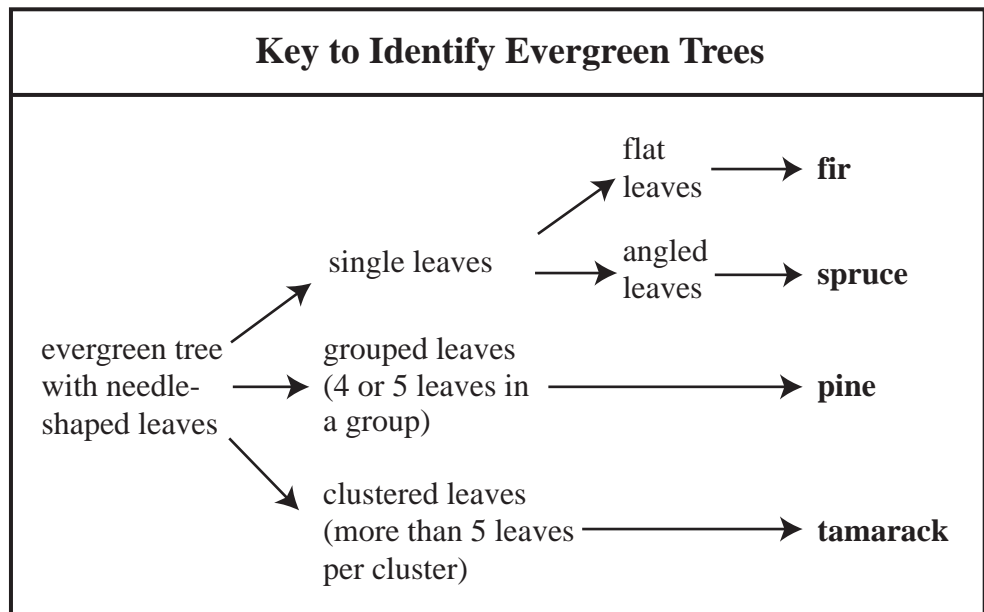 Key to Identify Evergreen Trees
flat
leaves
fir
single leaves
angled
leaves
spruce
evergreen tree
with needle-
shaped leaves
grouped leaves
(4 or 5 leaves in
a group)
pine
clustered leaves
(more than 5 leaves
per cluster)
tamarack